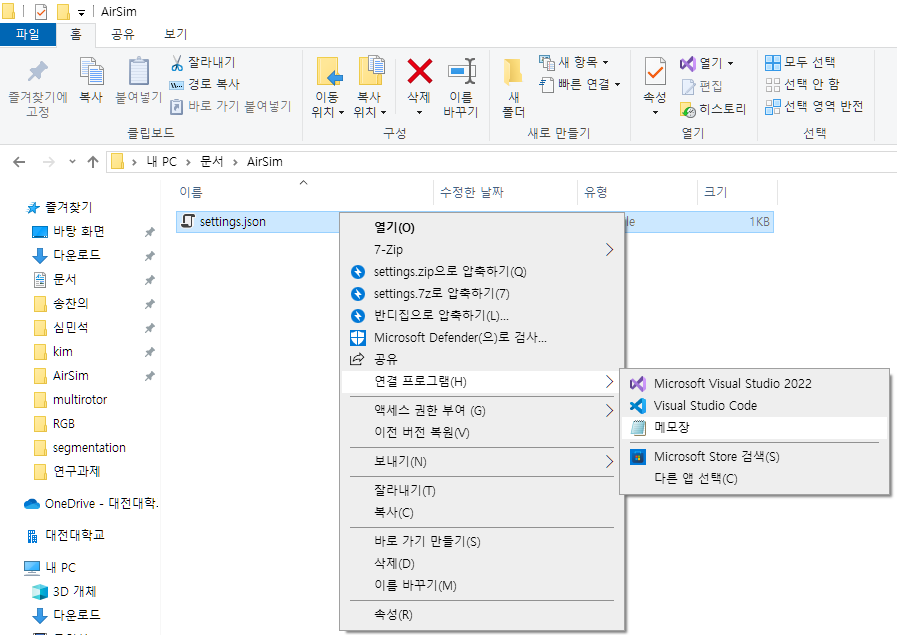 AirSim
파일
홈
공유
보기
즐겨찾기에
고정
복사
붙여넣기
잘라내기
경로 복사
바로 가기 붙여넣기
클립보드
이동
위치
복사
위치
삭제
이름
바꾸기
구성
새
폴더
새 항목
빠른 연결
새로 만들기
속성
열기
편집
히스토리
열기
모두 선택
선택 안 함
선택 영역 반전
선택
내 PC > 문서 > AirSim
이름
수정한 날짜
유형
크기
즐겨찾기
바탕 화면
다운로드
문서
송찬의
심민석
kim
AirSim
multirotor
RGB
segmentation
연구과제
OneDrive - 대전대학.
대전대학교
내 PC
3D 개체
다운로드
settings.json
1KB
열기(O)
7-Zip
settings.zip으로 압축하기(Q)
settings.7z로 압축하기(7)
반디집으로 압축하기(L)...
Microsoft Defender(으)로 검사...
공유
연결 프로그램(H)
액세스 권한 부여 (G)
이전 버전 복원(V)
보내기(N)
잘라내기(T)
복사(C)
바로 가기 만들기(S)
삭제(D)
이름 바꾸기(M)
속성(R)
Microsoft Visual Studio 2022
Visual Studio Code
메모장
Microsoft Store 검색(S)
다른 앱 선택(C)